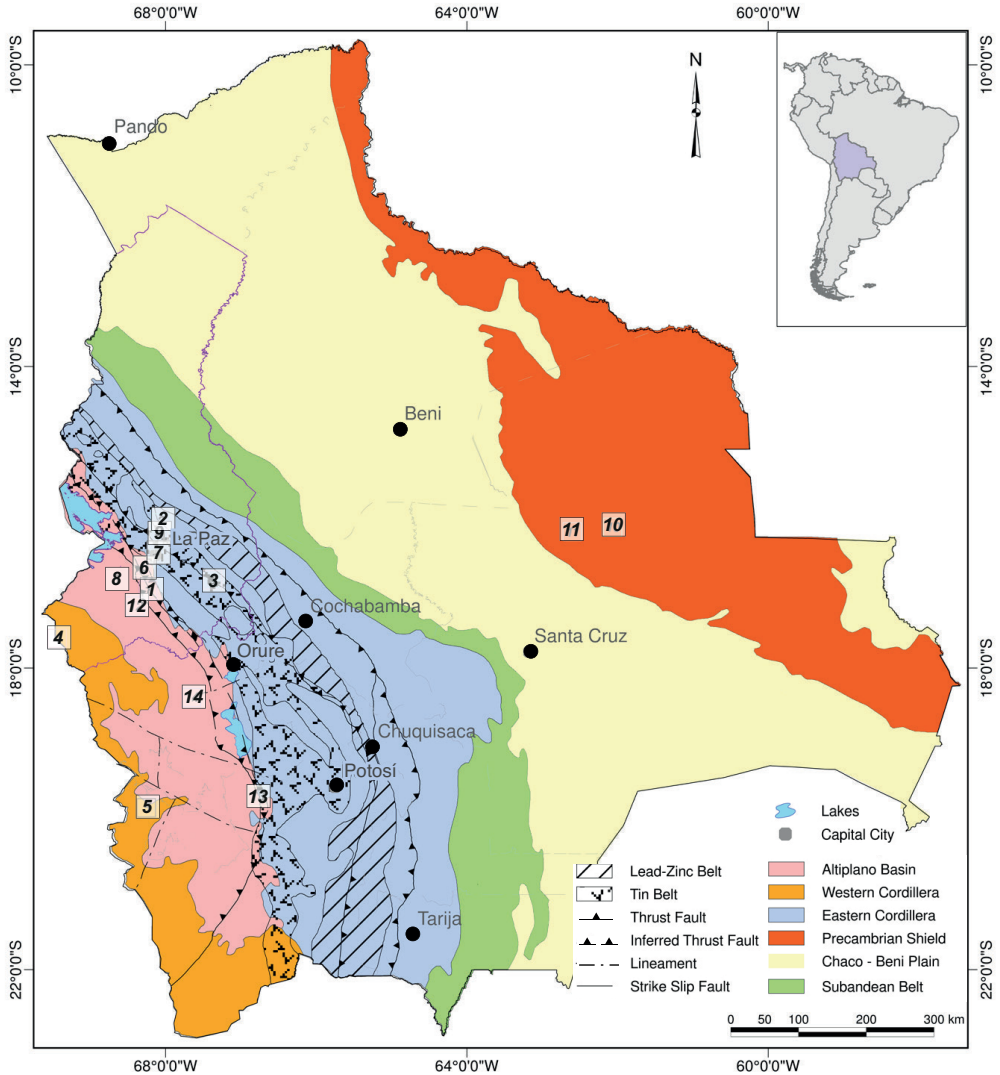 68°0'0"W 64°0'0"W 60°0'0"W
10°0'0"S
10°0'0"S
N
Pando
14°0'0"S
14°0'0"S
Beni
2
9
La Paz
7
11
10
6
8
3
1
12
Cochabamba
4
Santa Cruz
Orure
18°0'0"S
18°0'0"S
14
Chuquisaca
Potosí
13
5
Tarija
Lakes
Capital City
Lead-Zinc Belt
Tin Belt
Thrust Fault
Inferred Thrust Fault
Lineament
Strike Slip Fault
Altiplano Basin
Western Cordillera
Eastern Cordillera
Precambrian Shield
Chaco - Beni Plain
Subandean Belt
22°0'0"S
22°0'0"S
0 50 100 200 300 km
68°0'0"W 64°0'0"W 60°0'0"W